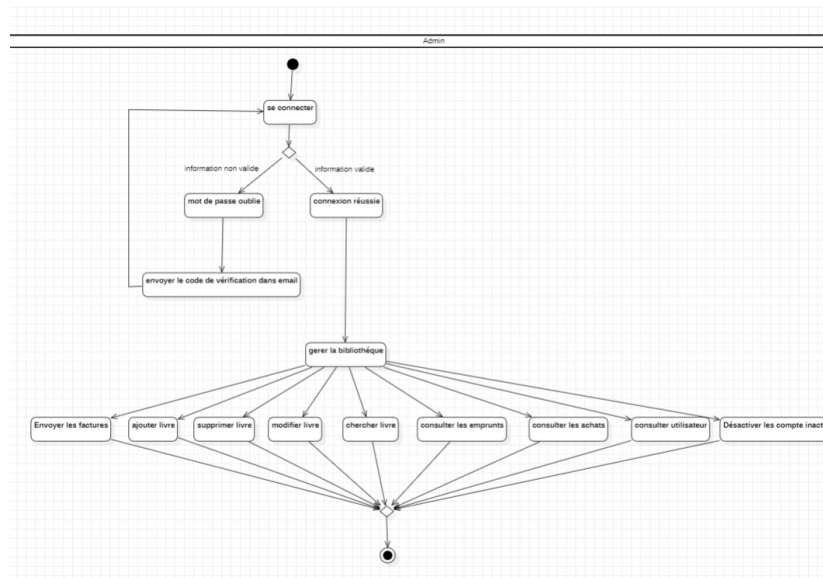 Admin
se connecter
information non valide
information valide
mot de passe oublie
connexion réussie
envoyer le code de vérification dans email
gerer la bibliothéque
Envoyer les factures
ajouter livre
supprimer livre
modifier livre
chercher livre
consulter les emprunts
consulter les achats
consulter utilisateur
Désactiver les compte inact